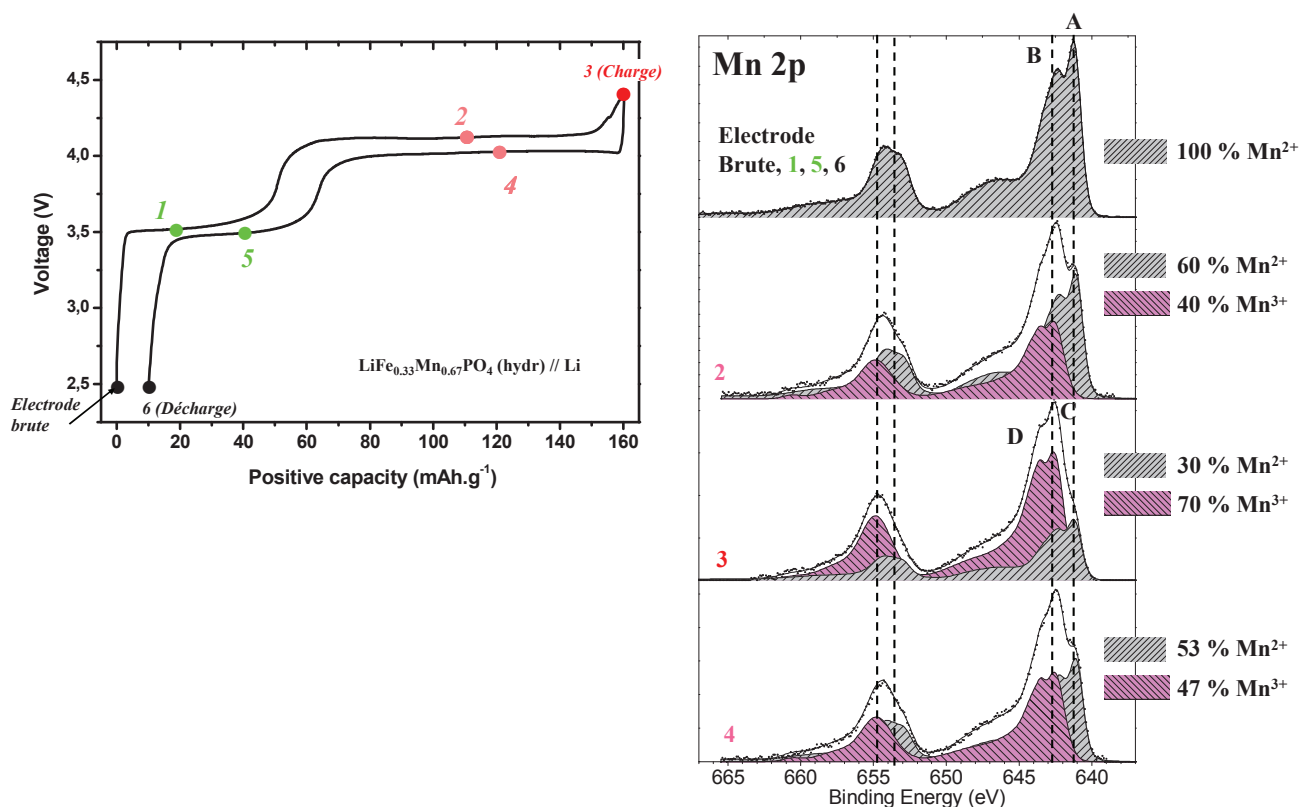 4,5
4,0
3,5
3,0
2,5
Voltage (V)
3 (Charge)
2
4
1
5
LiFe₀.₃₃Mn₀.₆₇PO₄ (hydr) // Li
Electrode
brute
6 (Décharge)
0 20 40 60 80 100 120 140 160
Positive capacity (mAh.g⁻¹)
A
B
Mn 2p
Electrode
Brute, 1, 5, 6
100 % Mn²⁺
60 % Mn²⁺
40 % Mn³⁺
2
C
D
30 % Mn²⁺
70 % Mn³⁺
3
53 % Mn²⁺
47 % Mn³⁺
4
665 660 655 650 645 640
Binding Energy (eV)